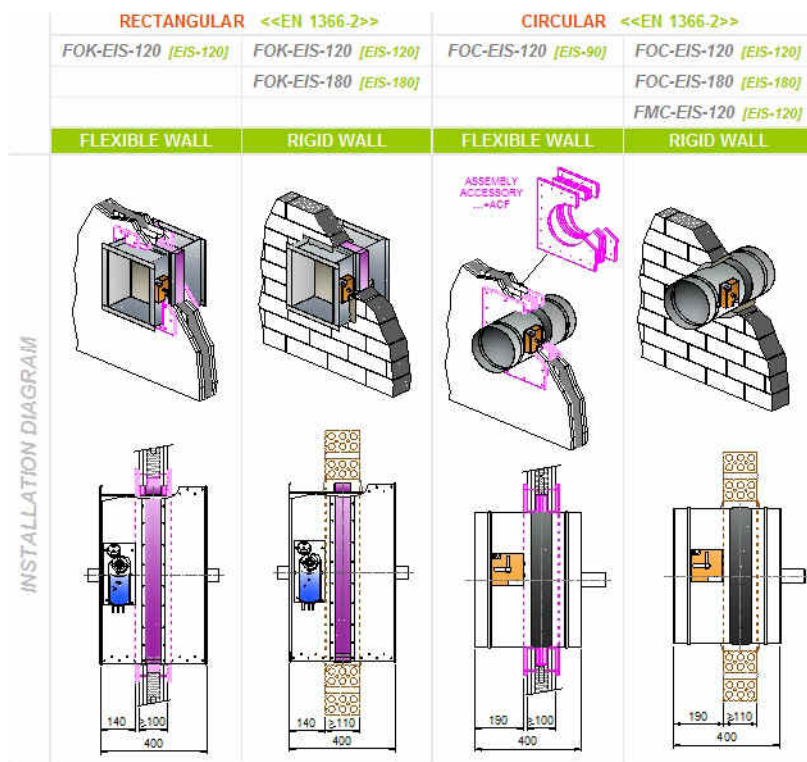 RECTANGULAR <<EN 1366-2>> CIRCULAR <<EN 1366-2>>
FOK-EIS-120 [EIS-120] FOK-EIS-120 [EIS-120] FOC-EIS-120 [EIS-90] FOC-EIS-120 [EIS-120]
FOK-EIS-180 [EIS-180] FOC-EIS-180 [EIS-180]
FMC-EIS-120 [EIS-120]
FLEXIBLE WALL RIGID WALL FLEXIBLE WALL RIGID WALL
INSTALLATION DIAGRAM
ASSEMBLY
ACCESSORY
...+ACF
140 ≥100 140 ≥110 190 ≥100 190 ≥110
400 400 400 400